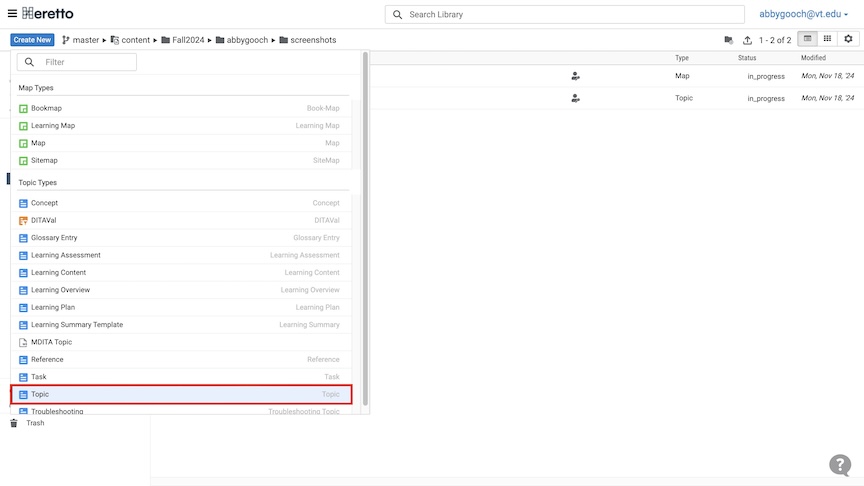 Heretto
Search Library
abbygooch@vt.edu
Create New
master
content
Fall2024
abbygooch
screenshots
1 - 2 of 2
Filter
Type
Status
Modified
Map
in_progress
Mon, Nov 18, '24
Topic
in_progress
Mon, Nov 18, '24
Map Types
Bookmap Book-Map
Learning Map Learning Map
Map Map
Sitemap SiteMap
Topic Types
Concept Concept
DITAVal DITAVal
Glossary Entry Glossary Entry
Learning Assessment Learning Assessment
Learning Content Learning Content
Learning Overview Learning Overview
Learning Plan Learning Plan
Learning Summary Template Learning Summary
MDITA Topic
Reference Reference
Task Task
Topic Topic
Troubleshooting Troubleshooting Topic
Trash
?